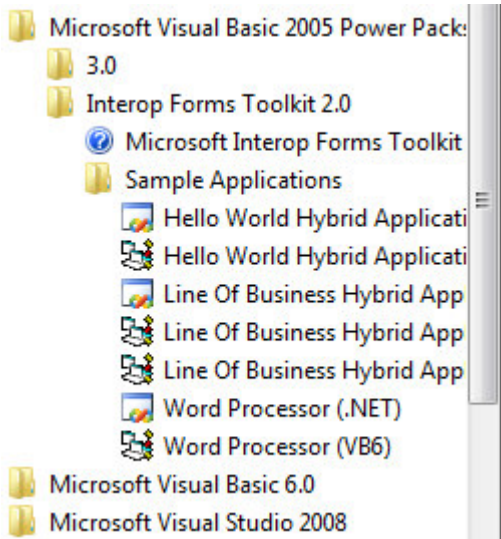 Microsoft Visual Basic 2005 Power Packs
3.0
Interop Forms Toolkit 2.0
Microsoft Interop Forms Toolkit
Sample Applications
Hello World Hybrid Applicati
Hello World Hybrid Applicati
Line Of Business Hybrid App
Line Of Business Hybrid App
Line Of Business Hybrid App
Word Processor (.NET)
Word Processor (VB6)
Microsoft Visual Basic 6.0
Microsoft Visual Studio 2008